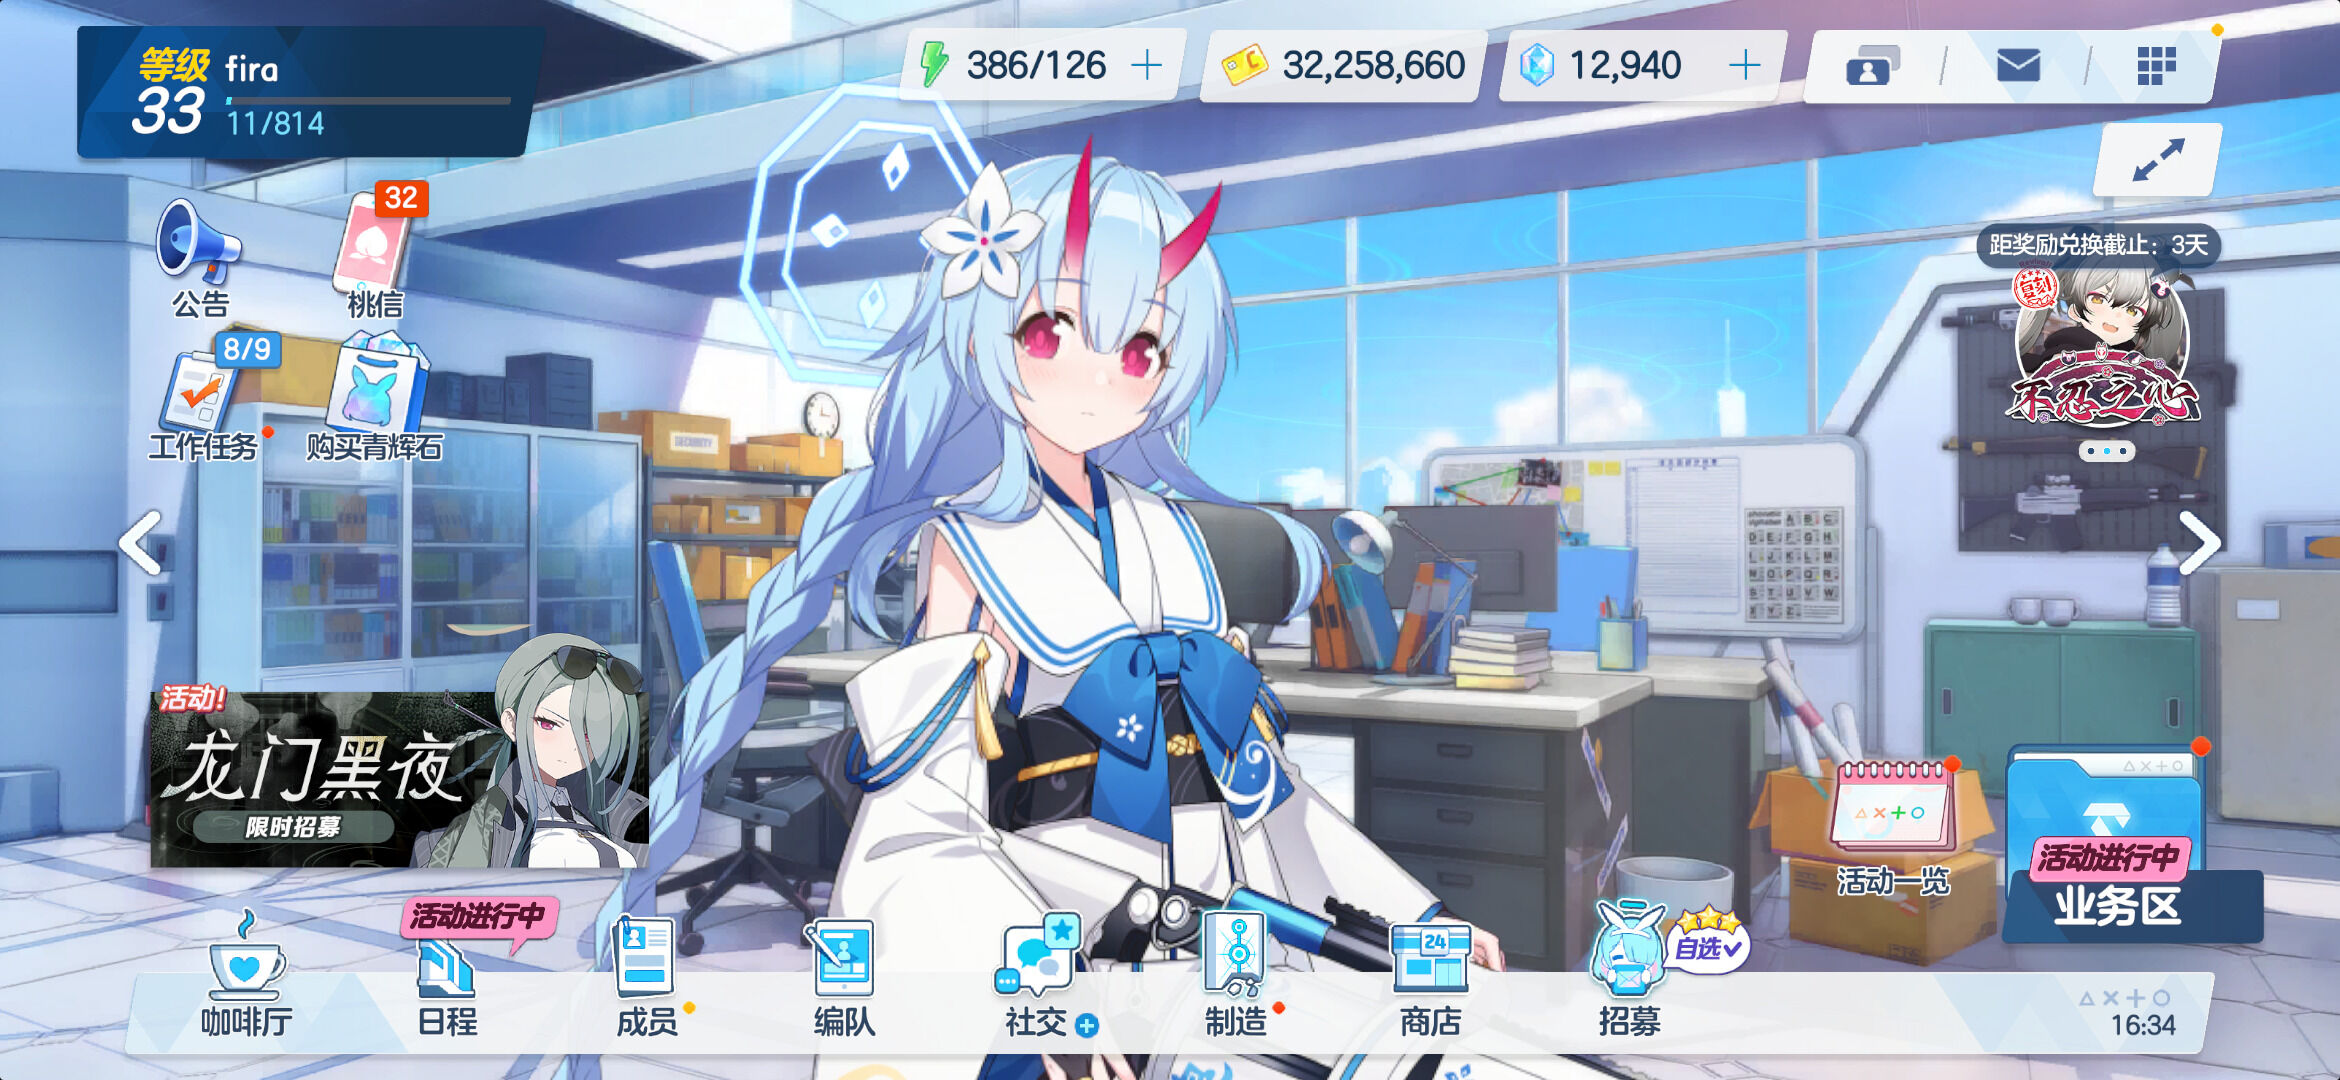 等级
33
fira
11/814
386/126
32,258,660
12,940
公告
32
桃信
8/9
工作任务
购买青辉石
距奖励兑换截止：3天
复刻
不忍之心
SECURITY
活动!
龙门黑夜
限时招募
活动一览
活动进行中
业务区
咖啡厅
活动进行中
日程
成员
编队
社交
制造
24
商店
招募
自选
16:34